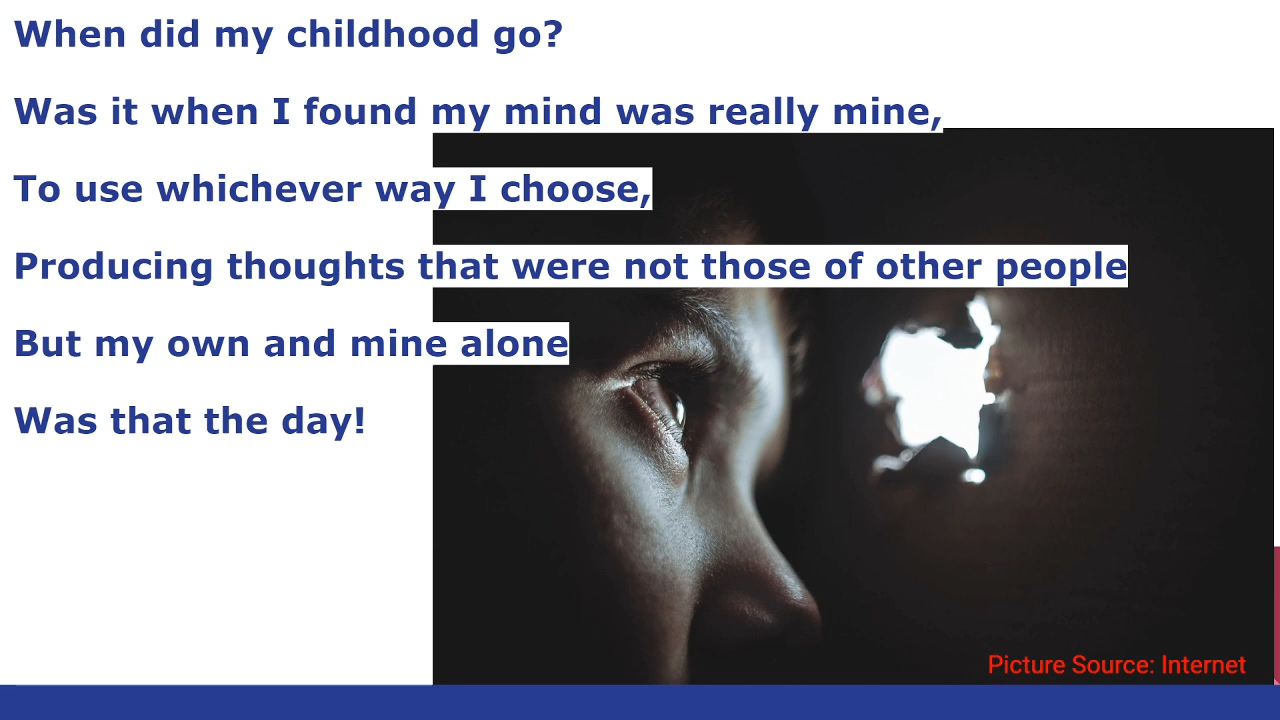 When did my childhood go?
Was it when I found my mind was really mine,
To use whichever way I choose,
Producing thoughts that were not those of other people
But my own and mine alone
Was that the day!
Picture Source: Internet